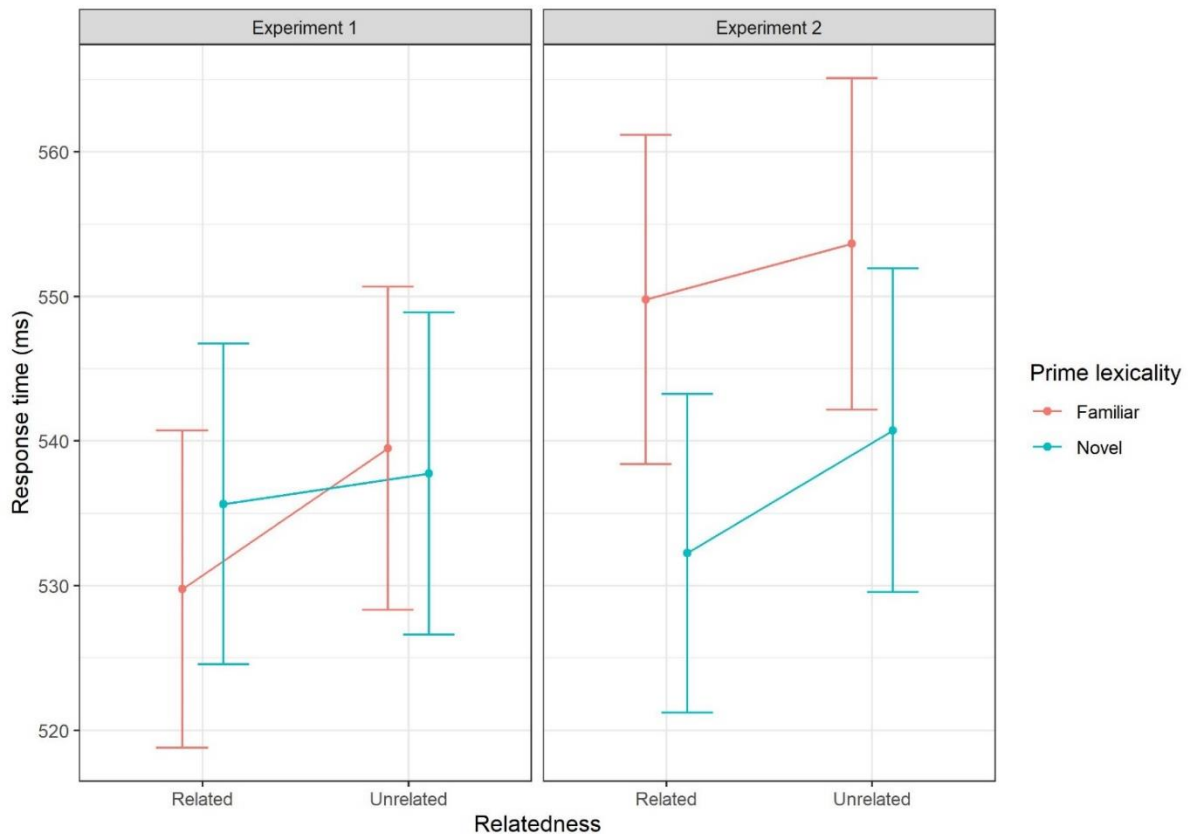 Experiment 1
Experiment 2
Response time (ms)
560
550
540
530
520
Related
Unrelated
Related
Unrelated
Relatedness
Prime lexicality
Familiar
Novel